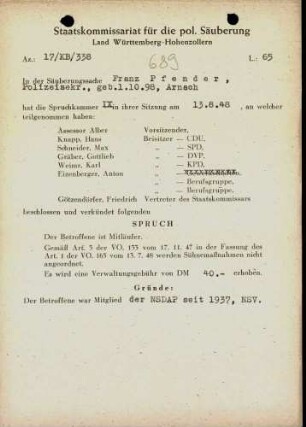 Staatskommissariat für die pol. Säuberung
Land Württemberg-Hohenzollern
Az.: 17/KB/338
689
L.: 65
In der Säuberungssache Franz Pfender,
Polizeisekr., geb.1.10.98, Arnach
hat die Spruchkammer IX in ihrer Sitzung am 13.8.48, an welcher
teilgenommen haben:
Assessor Alber Vorsitzender,
Knapp, Hans Beisitzer — CDU,
Schneider, Max „ — SPD,
Gräber, Gottlieb „ — DVP,
Weiner, Karl „ — KPD,
Eizenberger, Anton „ —
„ — Berufsgruppe,
„ — Berufsgruppe,
Götzendörfer, Friedrich Vertreter des Staatskommissars
beschlossen und verkündet folgenden
SPRUCH
Der Betroffene ist Mitläufer.
Gemäß Art. 3 der VO. 133 vom 17. 11. 47 in der Fassung des
Art. 1 der VO. 165 vom 13. 7. 48 werden Sühnemaßnahmen nicht
angeordnet.
Es wird eine Verwaltungsgebühr von DM 40.- erhoben.
Gründe:
Der Betroffene war Mitglied der NSDAP seit 1937, NSV.